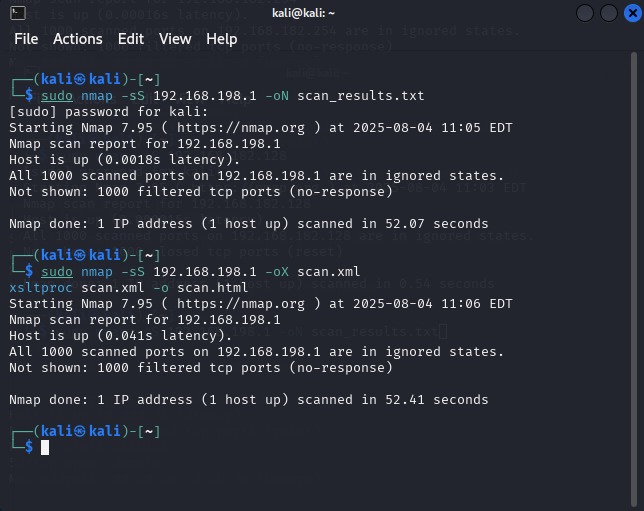 kali@kali: ~
File Actions Edit View Help
┌──(kali㉿kali)-[~]
└─$ sudo nmap -sS 192.168.198.1 -oN scan_results.txt
[sudo] password for kali:
Starting Nmap 7.95 ( https://nmap.org ) at 2025-08-04 11:05 EDT
Nmap scan report for 192.168.198.1
Host is up (0.0018s latency).
All 1000 scanned ports on 192.168.198.1 are in ignored states.
Not shown: 1000 filtered tcp ports (no-response)
Nmap done: 1 IP address (1 host up) scanned in 52.07 seconds
┌──(kali㉿kali)-[~]
└─$ sudo nmap -sS 192.168.198.1 -oX scan.xml
xsltproc scan.xml -o scan.html
Starting Nmap 7.95 ( https://nmap.org ) at 2025-08-04 11:06 EDT
Nmap scan report for 192.168.198.1
Host is up (0.041s latency).
All 1000 scanned ports on 192.168.198.1 are in ignored states.
Not shown: 1000 filtered tcp ports (no-response)
Nmap done: 1 IP address (1 host up) scanned in 52.41 seconds
┌──(kali㉿kali)-[~]
└─$